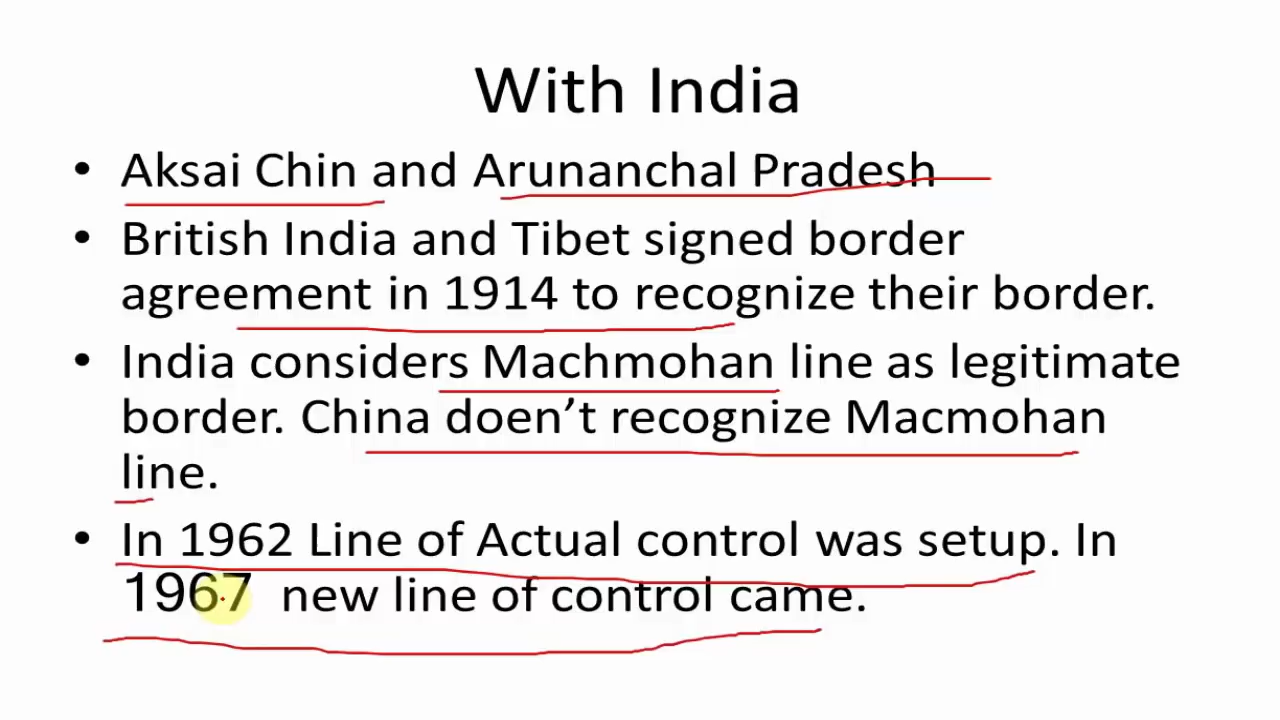 With India
• Aksai Chin and Arunanchal Pradesh
• British India and Tibet signed border
agreement in 1914 to recognize their border.
• India considers Machmohan line as legitimate
border. China doen’t recognize Macmohan
line.
• In 1962 Line of Actual control was setup. In
1967 new line of control came.